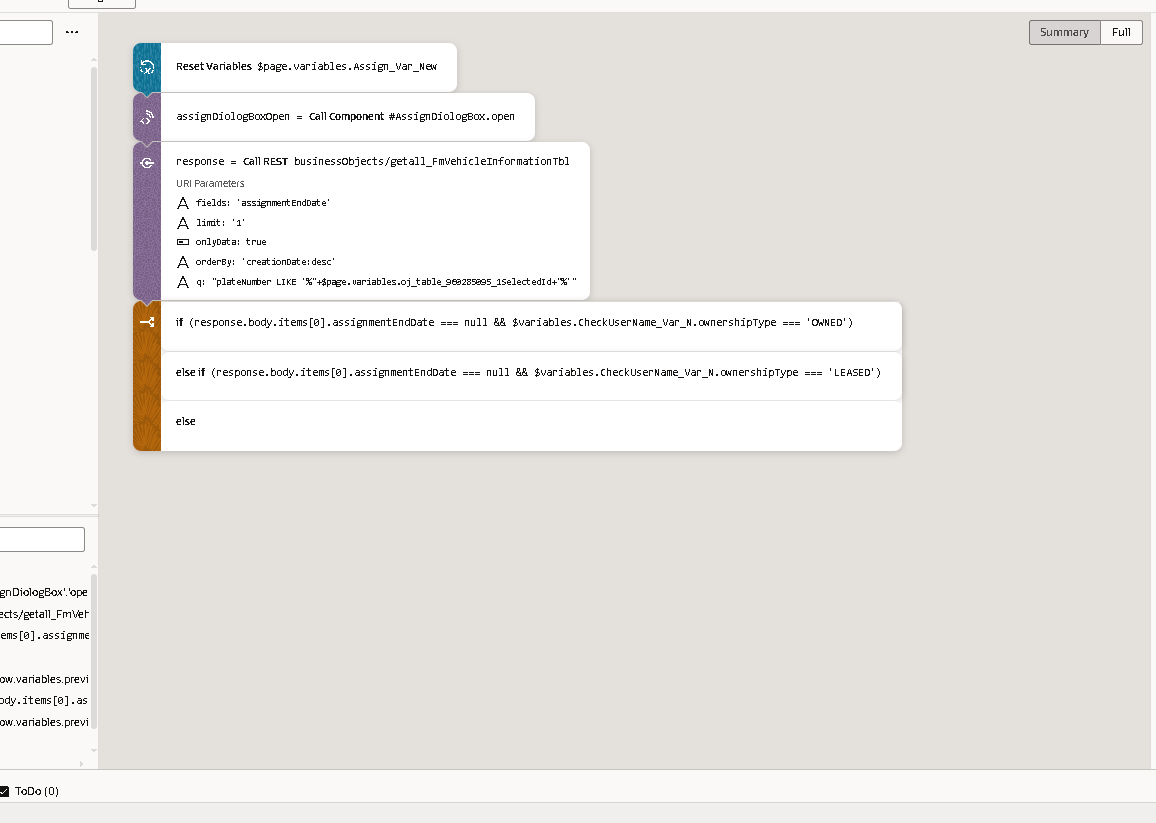 Summary
Full
Reset Variables $page.variables.Assign_Var_New
assignDiologBoxOpen = Call Component #AssignDiologBox.open
response = Call REST businessObjects/getall_FmVehicleInformationTbl
URI Parameters
fields: 'assignmentEndDate'
limit: '1'
onlyData: true
orderBy: 'creationDate:desc'
q: "plateNumber LIKE '%"+$page.variables.oj_table_960285095_1SelectedId+"%'"
if (response.body.items[0].assignmentEndDate === null && $variables.CheckUserName_Var_N.ownershipType === 'OWNED')
else if (response.body.items[0].assignmentEndDate === null && $variables.CheckUserName_Var_N.ownershipType === 'LEASED')
else
gnDiologBox'.'ope
ects/getall_FmVeh
ems[0].assignme
ow.variables.previ
ody.items[0].as
ow.variables.previ
ToDo (0)